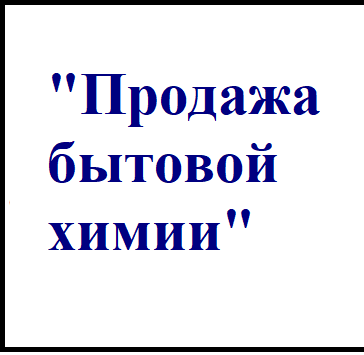 "Продажа
бытовой
химии"